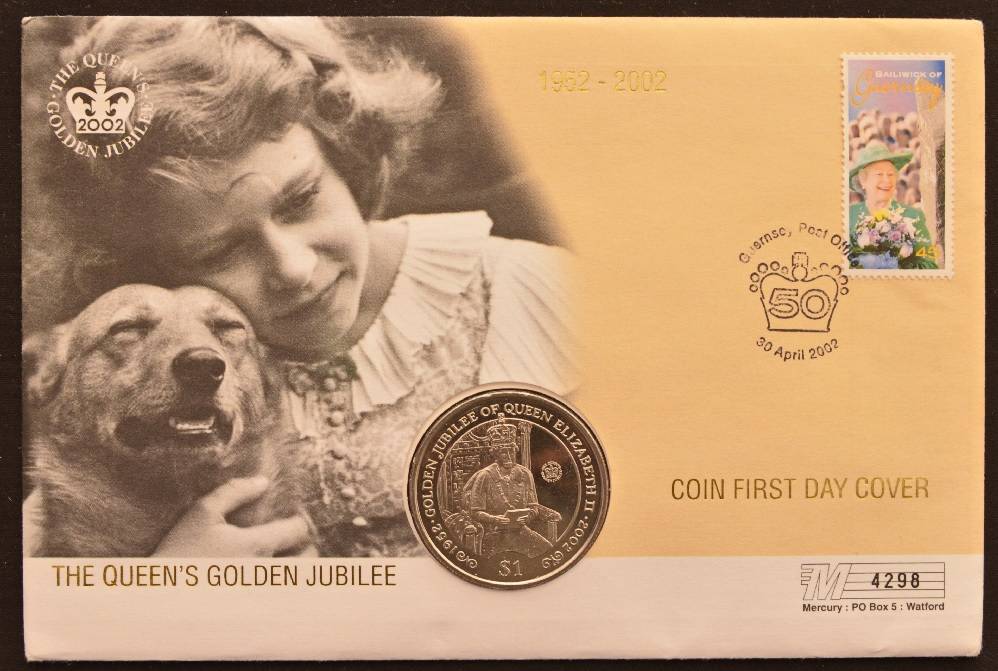 THE QUEEN'S
GOLDEN JUBILEE
2002
1952 - 2002
BAILIWICK OF
Guernsey
45
Guernsey Post Office
50
30 April 2002
1952 · GOLDEN JUBILEE OF QUEEN ELIZABETH II · 2002
$1
COIN FIRST DAY COVER
THE QUEEN'S GOLDEN JUBILEE
M 4298
Mercury : PO Box 5 : Watford